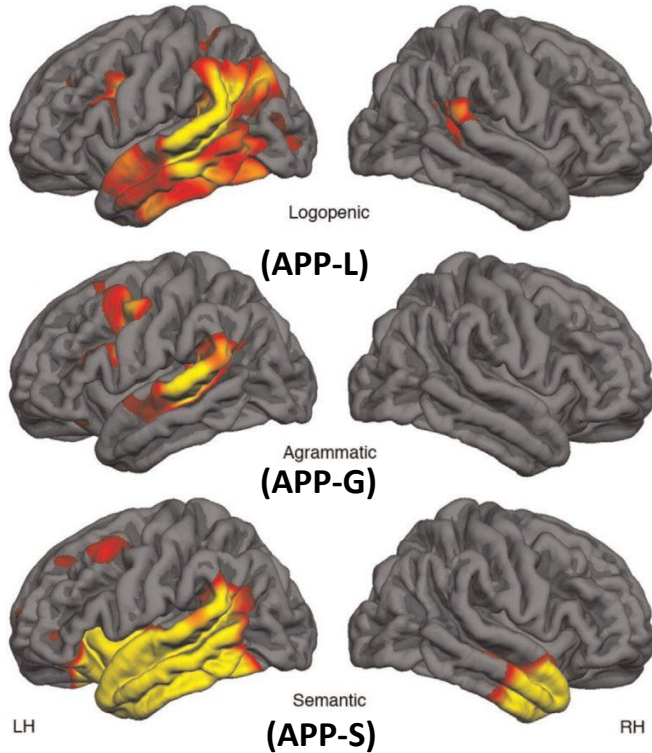 Logopenic
(APP-L)
Agrammatic
(APP-G)
Semantic
LH
(APP-S)
RH